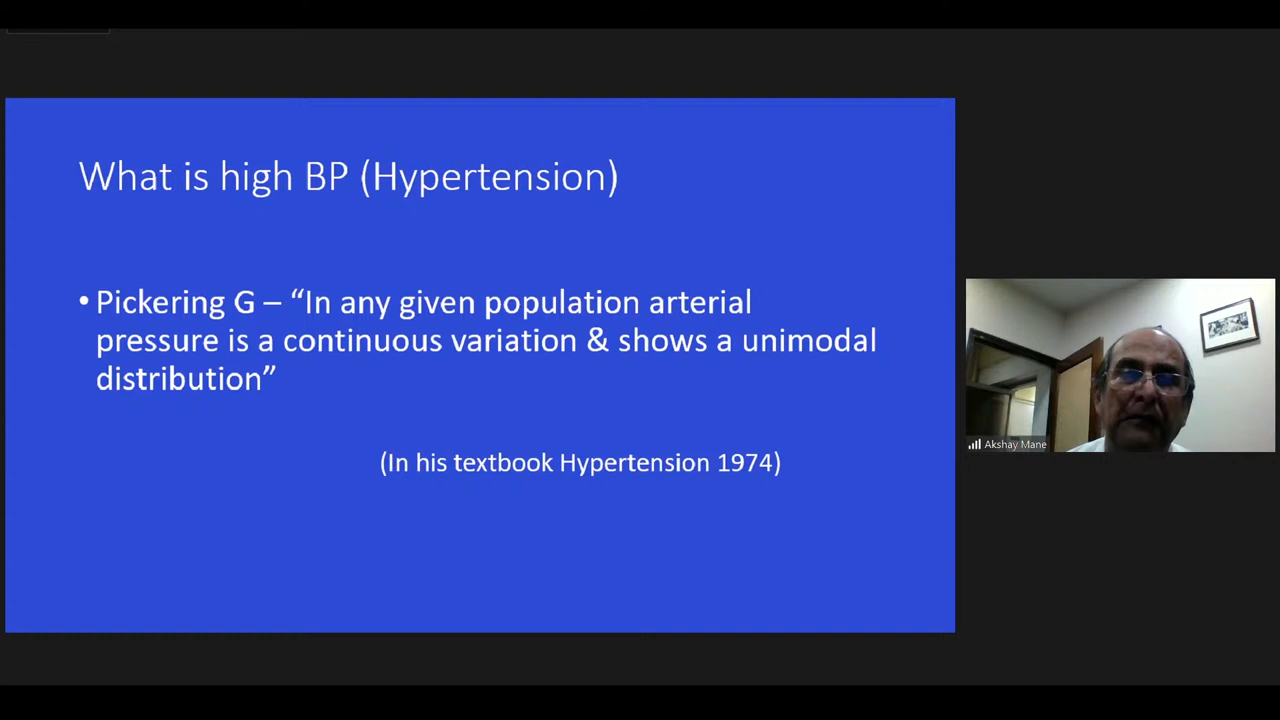 What is high BP (Hypertension)
• Pickering G – “In any given population arterial
pressure is a continuous variation & shows a unimodal
distribution”
(In his textbook Hypertension 1974)
Akshay Mane